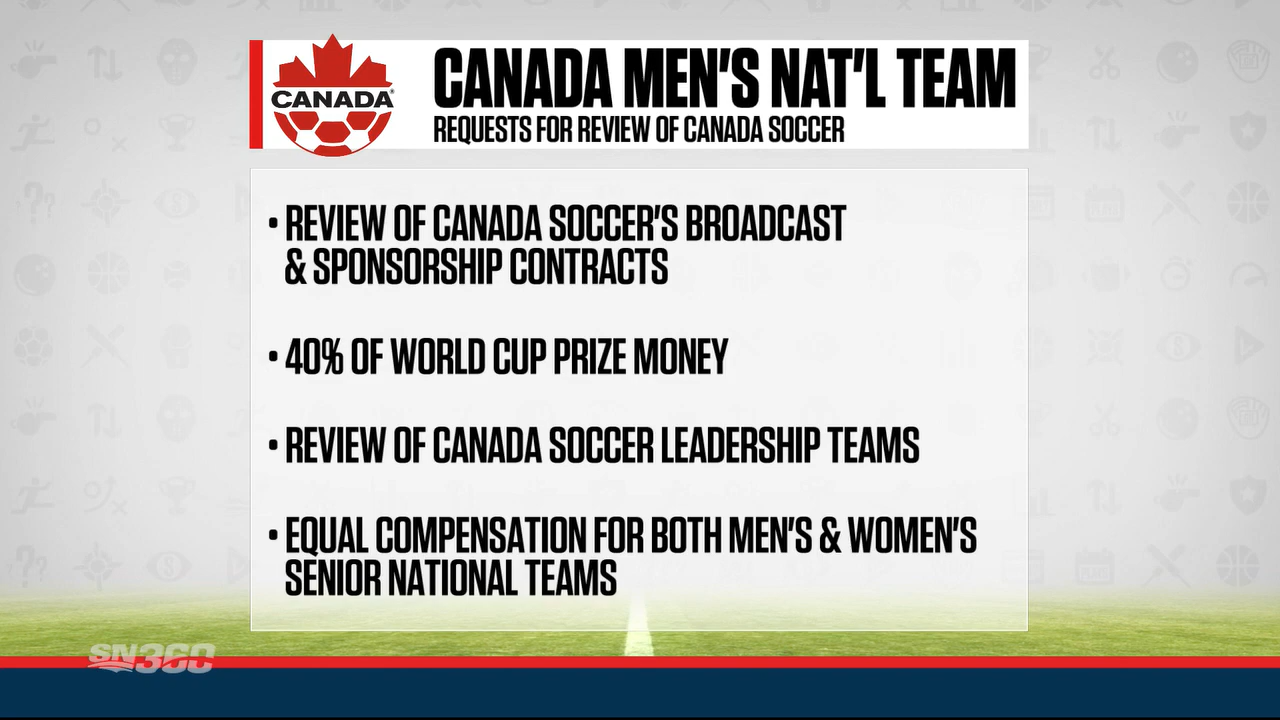 CANADA
CANADA MEN'S NAT'L TEAM
REQUESTS FOR REVIEW OF CANADA SOCCER
• REVIEW OF CANADA SOCCER'S BROADCAST
& SPONSORSHIP CONTRACTS
• 40% OF WORLD CUP PRIZE MONEY
• REVIEW OF CANADA SOCCER LEADERSHIP TEAMS
• EQUAL COMPENSATION FOR BOTH MEN'S & WOMEN'S
SENIOR NATIONAL TEAMS
SN360